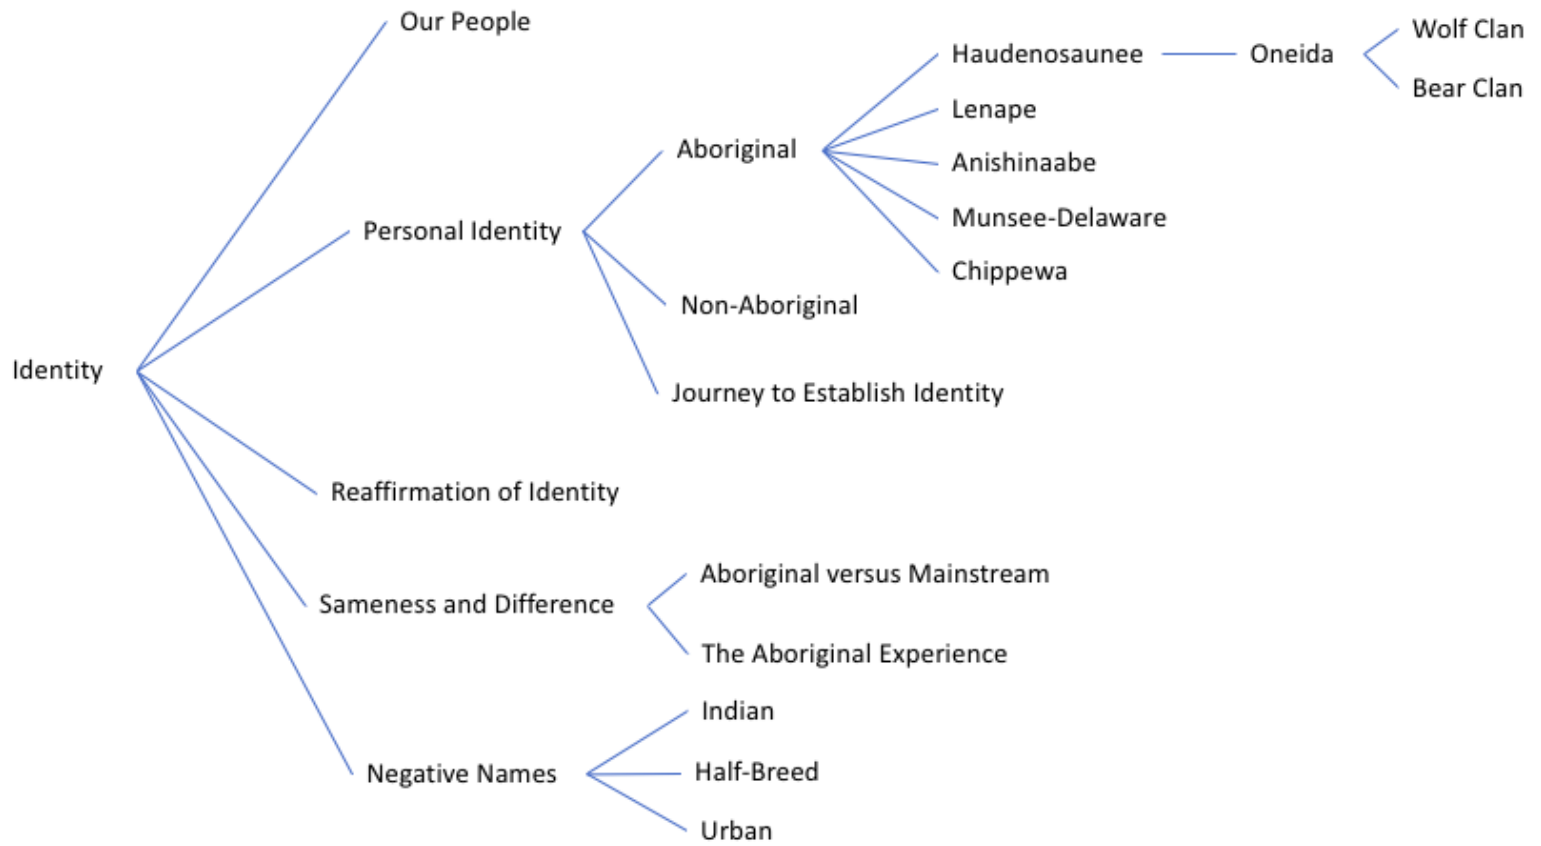 Our People
Wolf Clan
Haudenosaunee
Oneida
Bear Clan
Lenape
Aboriginal
Anishinaabe
Munsee-Delaware
Personal Identity
Chippewa
Non-Aboriginal
Identity
Journey to Establish Identity
Reaffirmation of Identity
Aboriginal versus Mainstream
Sameness and Difference
The Aboriginal Experience
Indian
Negative Names
Half-Breed
Urban